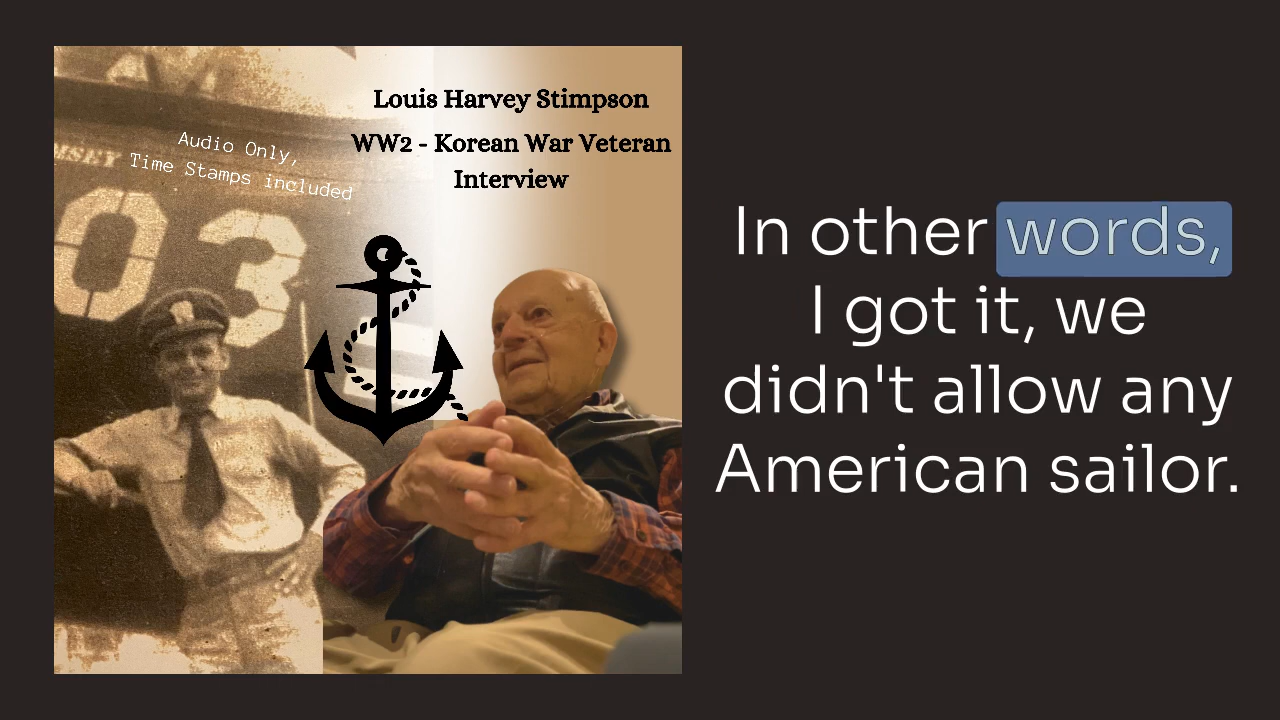 Louis Harvey Stimpson
WW2 - Korean War Veteran
Interview
Audio Only,
Time Stamps included
MSEY
03
In other words,
I got it, we
didn't allow any
American sailor.